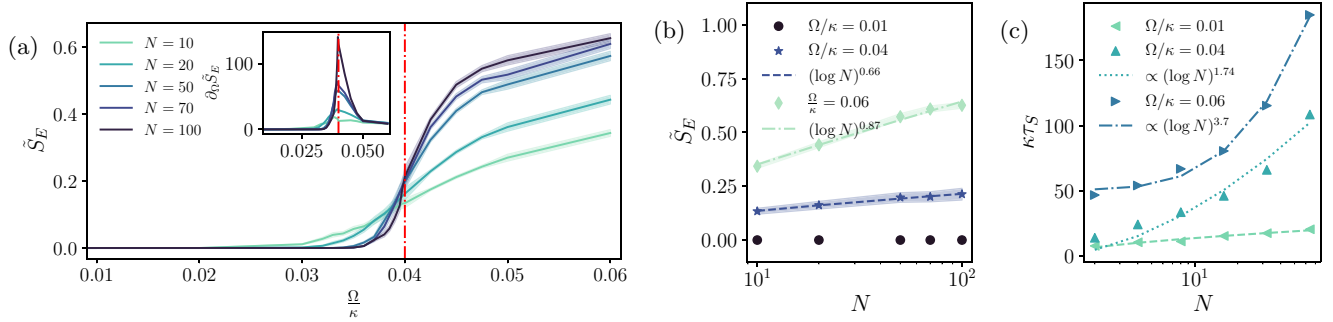 (a)
N = 10
N = 20
N = 50
N = 70
N = 100
S̃_E
0.6
0.4
0.2
0.0
0.01
0.02
0.03
0.04
0.05
0.06
Ω/κ
∂_Ω S̃_E
100
0
0.025
0.050
(b)
S̃_E
1.00
0.75
0.50
0.25
0.00
Ω/κ = 0.01
Ω/κ = 0.04
(log N)^0.66
Ω/κ = 0.06
(log N)^0.87
10^1
10^2
N
(c)
κτ_S
150
100
50
0
Ω/κ = 0.01
Ω/κ = 0.04
∝ (log N)^1.74
Ω/κ = 0.06
∝ (log N)^3.7
10^1
N